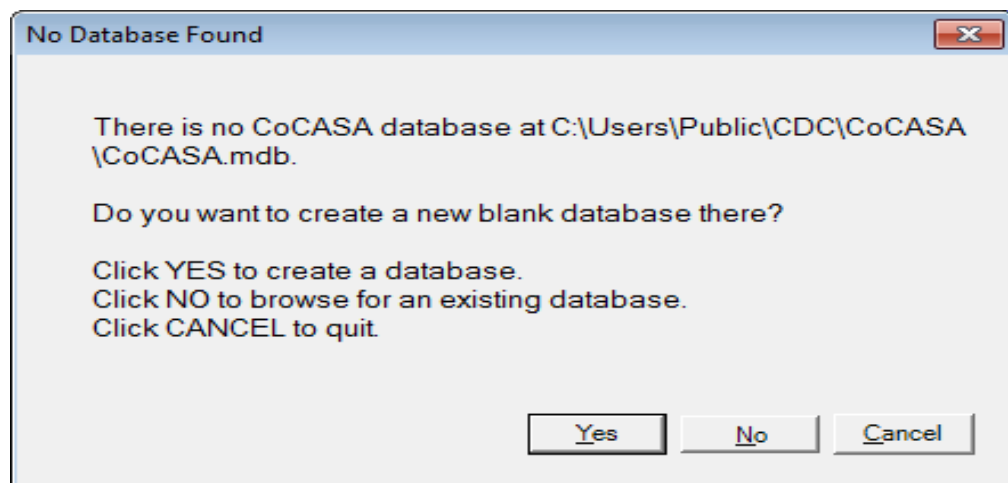 No Database Found
There is no CoCASA database at C:\Users\Public\CDC\CoCASA
\CoCASA.mdb.
Do you want to create a new blank database there?
Click YES to create a database.
Click NO to browse for an existing database.
Click CANCEL to quit.
Yes No Cancel